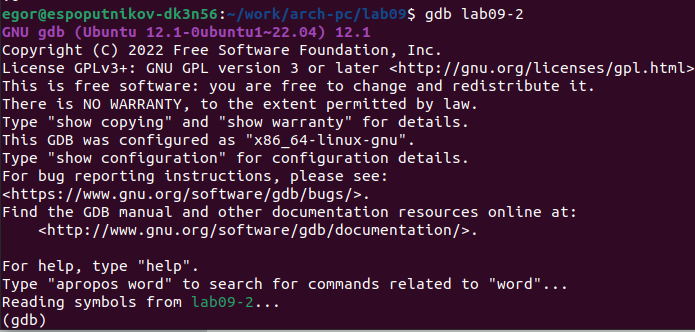 egor@espoputnikov-dk3n56:~/work/arch-pc/lab09$ gdb lab09-2
GNU gdb (Ubuntu 12.1-0ubuntu1~22.04) 12.1
Copyright (C) 2022 Free Software Foundation, Inc.
License GPLv3+: GNU GPL version 3 or later <http://gnu.org/licenses/gpl.html>
This is free software: you are free to change and redistribute it.
There is NO WARRANTY, to the extent permitted by law.
Type "show copying" and "show warranty" for details.
This GDB was configured as "x86_64-linux-gnu".
Type "show configuration" for configuration details.
For bug reporting instructions, please see:
<https://www.gnu.org/software/gdb/bugs/>.
Find the GDB manual and other documentation resources online at:
    <http://www.gnu.org/software/gdb/documentation/>.

For help, type "help".
Type "apropos word" to search for commands related to "word"...
Reading symbols from lab09-2...
(gdb)